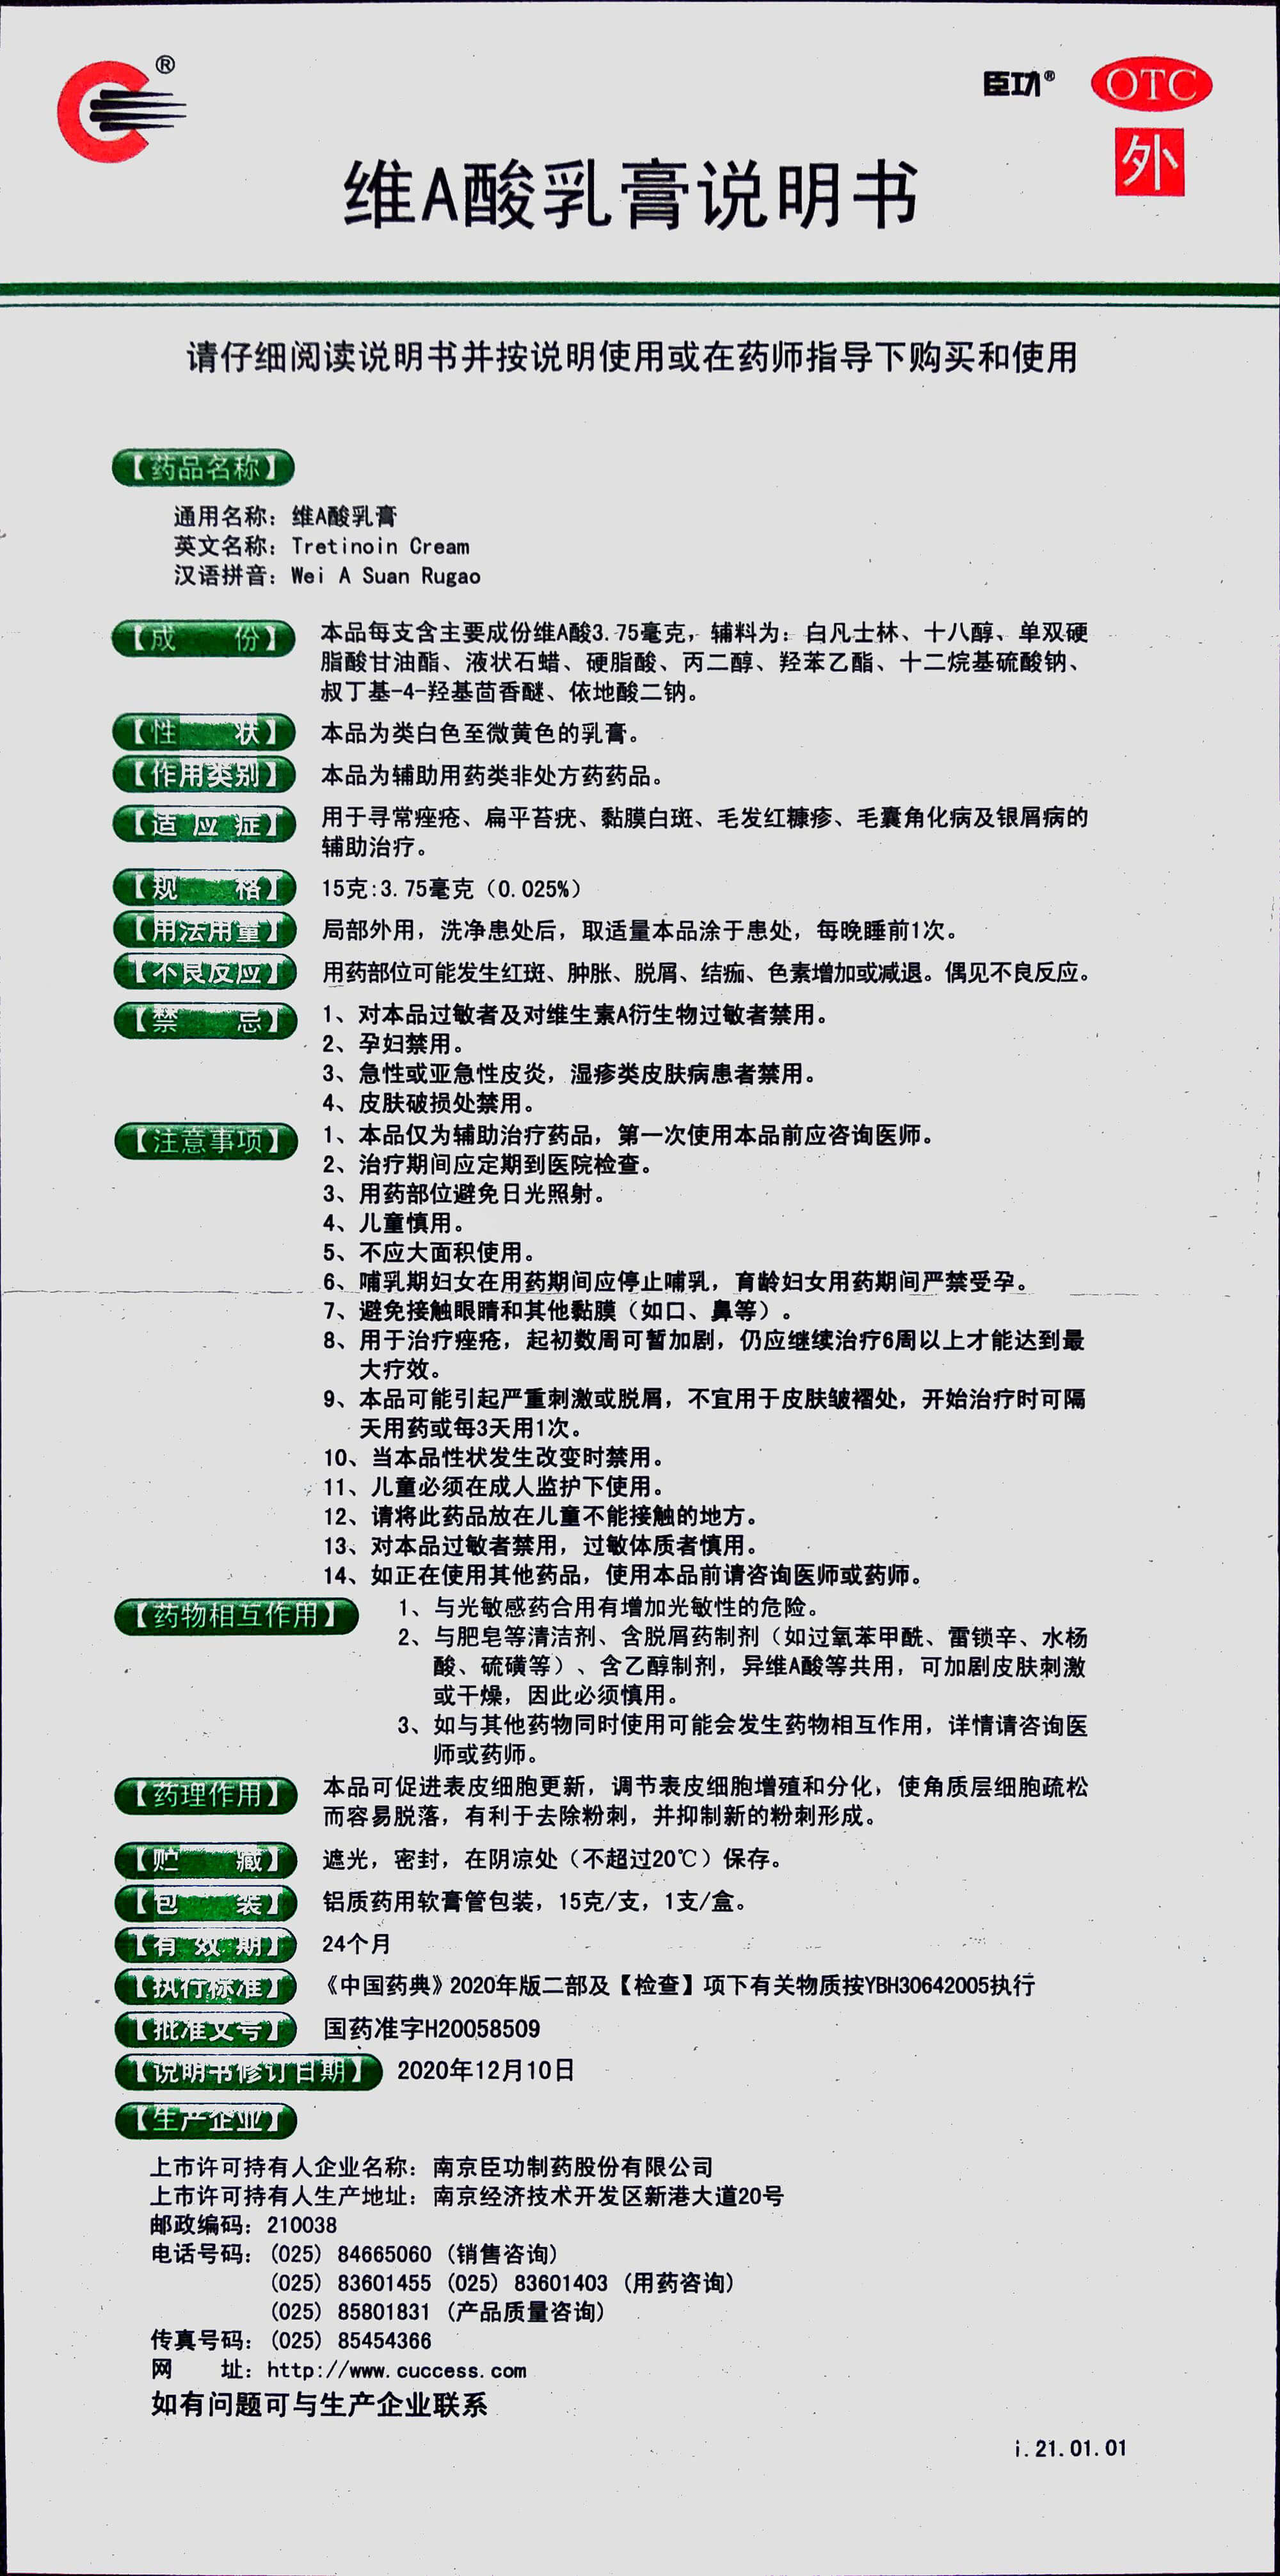 ®
臣功®
OTC
外
维A酸乳膏说明书
请仔细阅读说明书并按说明使用或在药师指导下购买和使用
【药品名称】
通用名称：维A酸乳膏
英文名称：Tretinoin Cream
汉语拼音：Wei A Suan Rugao
【成 份】 本品每支含主要成份维A酸3.75毫克，辅料为：白凡士林、十八醇、单双硬
脂酸甘油酯、液状石蜡、硬脂酸、丙二醇、羟苯乙酯、十二烷基硫酸钠、
叔丁基-4-羟基茴香醚、依地酸二钠。
【性 状】 本品为类白色至微黄色的乳膏。
【作用类别】 本品为辅助用药类非处方药药品。
【适 应 症】 用于寻常痤疮、扁平苔疣、黏膜白斑、毛发红糠疹、毛囊角化病及银屑病的
辅助治疗。
【规 格】 15克:3.75毫克（0.025%）
【用法用量】 局部外用，洗净患处后，取适量本品涂于患处，每晚睡前1次。
【不良反应】 用药部位可能发生红斑、肿胀、脱屑、结痂、色素增加或减退。偶见不良反应。
【禁 忌】 1、对本品过敏者及对维生素A衍生物过敏者禁用。
2、孕妇禁用。
3、急性或亚急性皮炎，湿疹类皮肤病患者禁用。
4、皮肤破损处禁用。
【注意事项】 1、本品仅为辅助治疗药品，第一次使用本品前应咨询医师。
2、治疗期间应定期到医院检查。
3、用药部位避免日光照射。
4、儿童慎用。
5、不应大面积使用。
6、哺乳期妇女在用药期间应停止哺乳，育龄妇女用药期间严禁受孕。
7、避免接触眼睛和其他黏膜（如口、鼻等）。
8、用于治疗痤疮，起初数周可暂加剧，仍应继续治疗6周以上才能达到最
大疗效。
9、本品可能引起严重刺激或脱屑，不宜用于皮肤皱褶处，开始治疗时可隔
天用药或每3天用1次。
10、当本品性状发生改变时禁用。
11、儿童必须在成人监护下使用。
12、请将此药品放在儿童不能接触的地方。
13、对本品过敏者禁用，过敏体质者慎用。
14、如正在使用其他药品，使用本品前请咨询医师或药师。
【药物相互作用】 1、与光敏感药合用有增加光敏性的危险。
2、与肥皂等清洁剂、含脱屑药制剂（如过氧苯甲酰、雷锁辛、水杨
酸、硫磺等）、含乙醇制剂，异维A酸等共用，可加剧皮肤刺激
或干燥，因此必须慎用。
3、如与其他药物同时使用可能会发生药物相互作用，详情请咨询医
师或药师。
【药理作用】 本品可促进表皮细胞更新，调节表皮细胞增殖和分化，使角质层细胞疏松
而容易脱落，有利于去除粉刺，并抑制新的粉刺形成。
【贮 藏】 遮光，密封，在阴凉处（不超过20℃）保存。
【包 装】 铝质药用软膏管包装，15克/支，1支/盒。
【有 效 期】 24个月
【执行标准】 《中国药典》2020年版二部及【检查】项下有关物质按YBH30642005执行
【批准文号】 国药准字H20058509
【说明书修订日期】 2020年12月10日
【生产企业】
上市许可持有人企业名称：南京臣功制药股份有限公司
上市许可持有人生产地址：南京经济技术开发区新港大道20号
邮政编码：210038
电话号码：(025) 84665060 (销售咨询)
(025) 83601455 (025) 83601403 (用药咨询)
(025) 85801831 (产品质量咨询)
传真号码：(025) 85454366
网 址：http://www.cuccess.com
如有问题可与生产企业联系
i.21.01.01